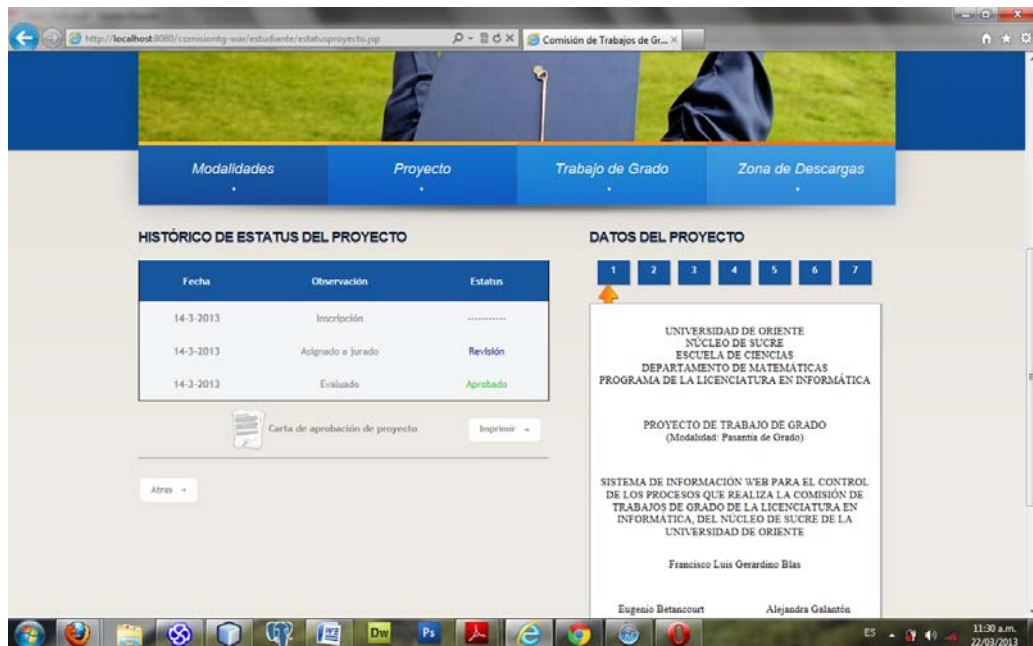 http://localhost:8080/comisiontg-war/estudiante/estatusproyecto.jsp
Comisión de Trabajos de Gr...
Modalidades
Proyecto
Trabajo de Grado
Zona de Descargas
HISTÓRICO DE ESTATUS DEL PROYECTO
Fecha Observación Estatus
14-3-2013 Inscripción -----------
14-3-2013 Asignado a jurado Revisión
14-3-2013 Evaluado Aprobado
Carta de aprobación de proyecto
Imprimir
Atras
DATOS DEL PROYECTO
1 2 3 4 5 6 7
UNIVERSIDAD DE ORIENTE
NÚCLEO DE SUCRE
ESCUELA DE CIENCIAS
DEPARTAMENTO DE MATEMÁTICAS
PROGRAMA DE LA LICENCIATURA EN INFORMÁTICA
PROYECTO DE TRABAJO DE GRADO
(Modalidad: Pasantía de Grado)
SISTEMA DE INFORMACIÓN WEB PARA EL CONTROL
DE LOS PROCESOS QUE REALIZA LA COMISIÓN DE
TRABAJOS DE GRADO DE LA LICENCIATURA EN
INFORMÁTICA, DEL NÚCLEO DE SUCRE DE LA
UNIVERSIDAD DE ORIENTE
Francisco Luis Gerardino Blas
Eugenio Betancourt Alejandra Galantón
Dw
Ps
ES
11:30 a.m.
22/03/2013